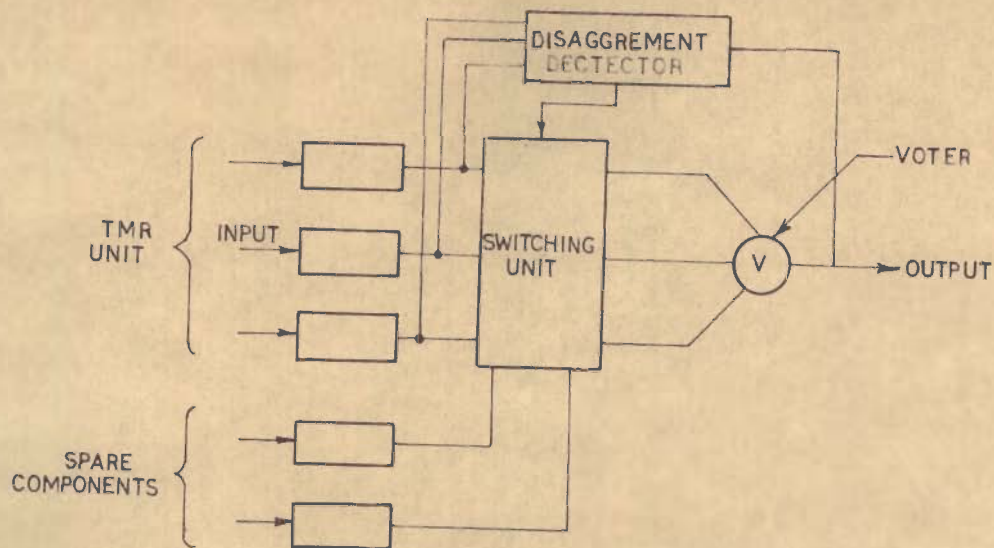 DISAGGREMENT
DECTECTOR
VOTER
TMR
UNIT
INPUT
SWITCHING
UNIT
V
OUTPUT
SPARE
COMPONENTS